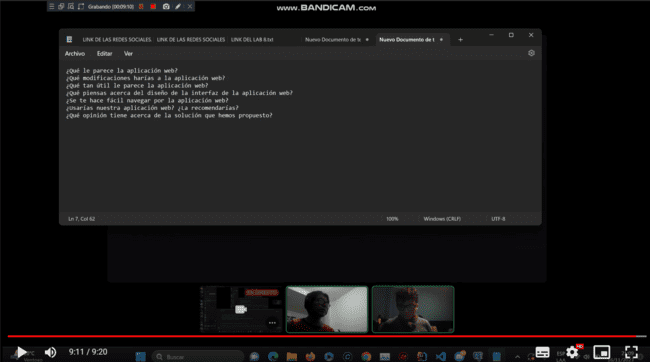 Grabando [00:09:10]
www.BANDICAM.com
LINK DE LAS REDES SOCIALES. LINK DE LAS REDES SOCIALES LINK DEL LAB 8.txt Nuevo Documento de te Nuevo Documento de t
Archivo Editar Ver
¿Qué le parece la aplicación web?
¿Qué modificaciones harías a la aplicación web?
¿Qué tan útil le parece la aplicación web?
¿Qué piensas acerca del diseño de la interfaz de la aplicación web?
¿Se te hace fácil navegar por la aplicación web?
¿Usarías nuestra aplicación web? ¿La recomendarías?
¿Qué opinión tiene acerca de la solución que hemos propuesto?
Ln 7, Col 62 100% Windows (CRLF) UTF-8
9:11 / 9:20
Buscar